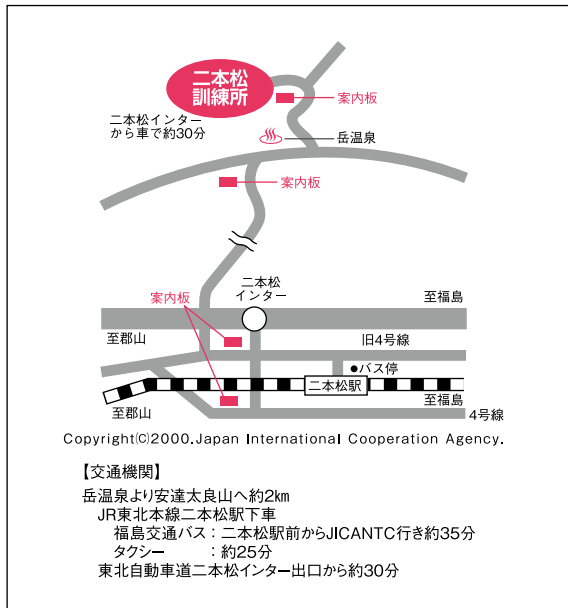 二本松
訓練所
案内板
二本松インター
から車で約30分
岳温泉
案内板
二本松
インター
案内板
至福島
至郡山
旧4号線
●バス停
二本松駅
至郡山
至福島
4号線
Copyright(C)2000.Japan International Cooperation Agency.
【交通機関】
岳温泉より安達太良山へ約2km
JR東北本線二本松駅下車
福島交通バス：二本松駅前からJICANTC行き約35分
タクシー　　：約25分
東北自動車道二本松インター出口から約30分